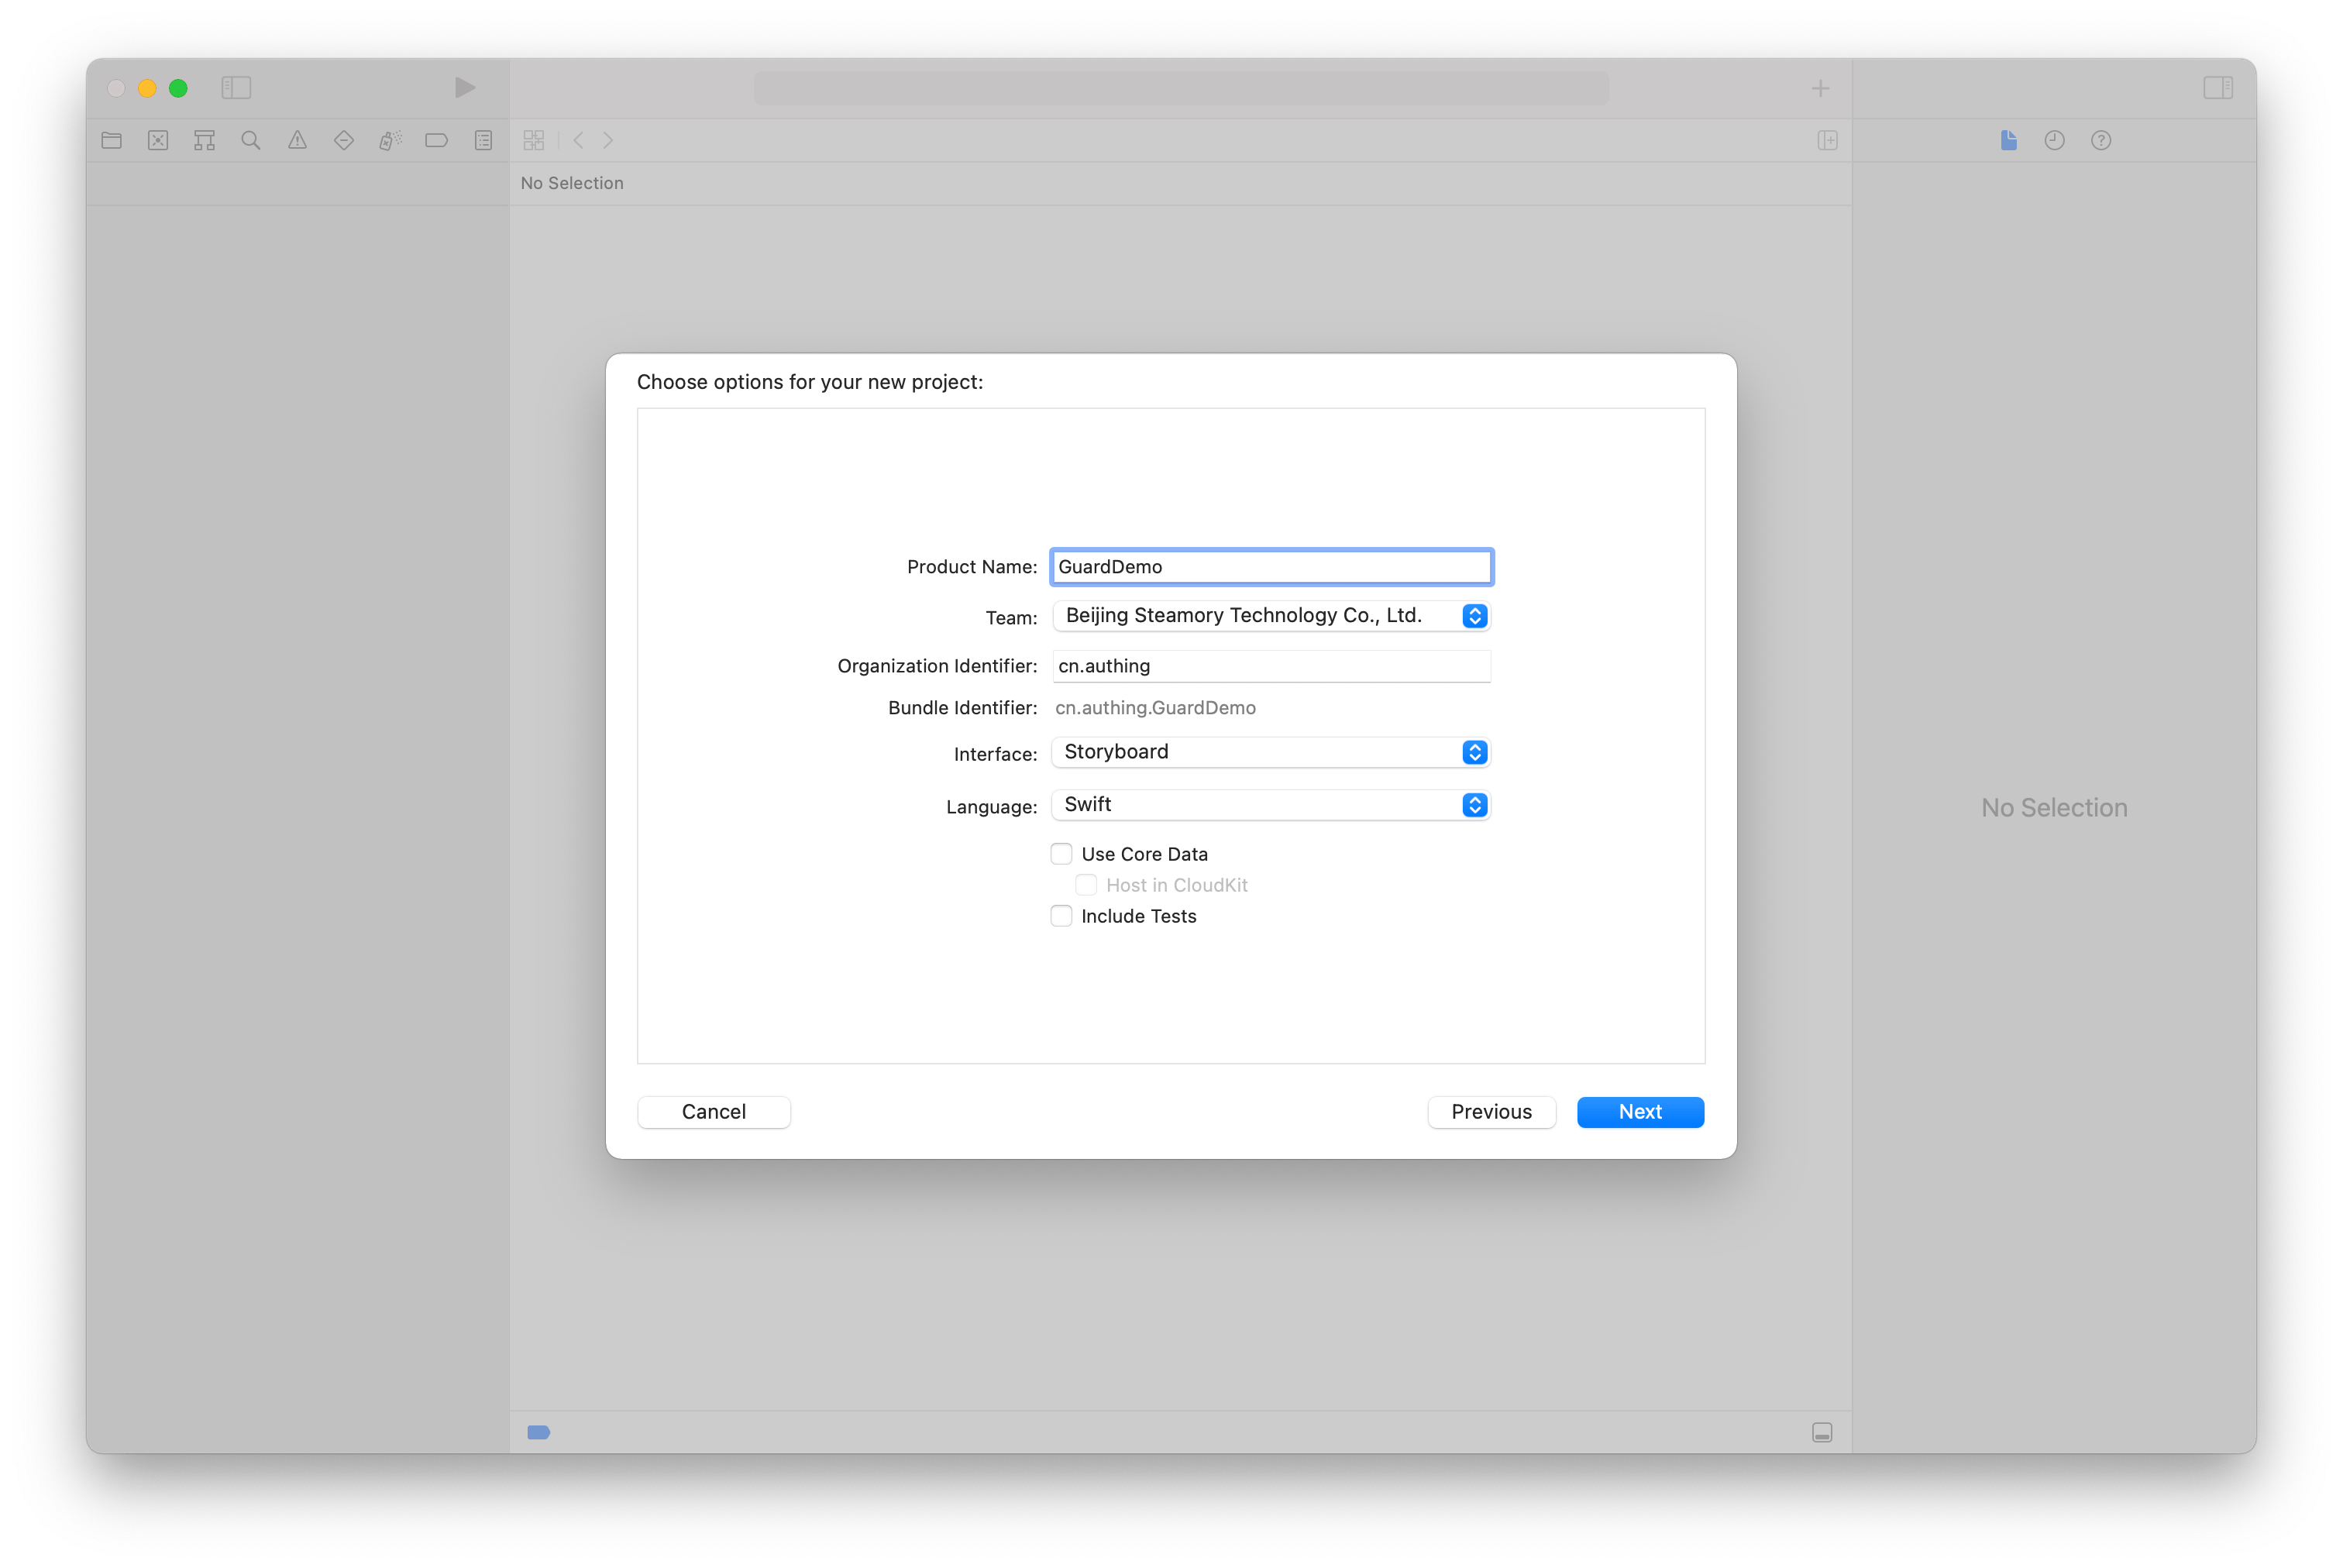 No Selection
Choose options for your new project:
Product Name: GuardDemo
Team: Beijing Steamory Technology Co., Ltd.
Organization Identifier: cn.authing
Bundle Identifier: cn.authing.GuardDemo
Interface: Storyboard
Language: Swift
Use Core Data
Host in CloudKit
Include Tests
Cancel Previous Next
No Selection